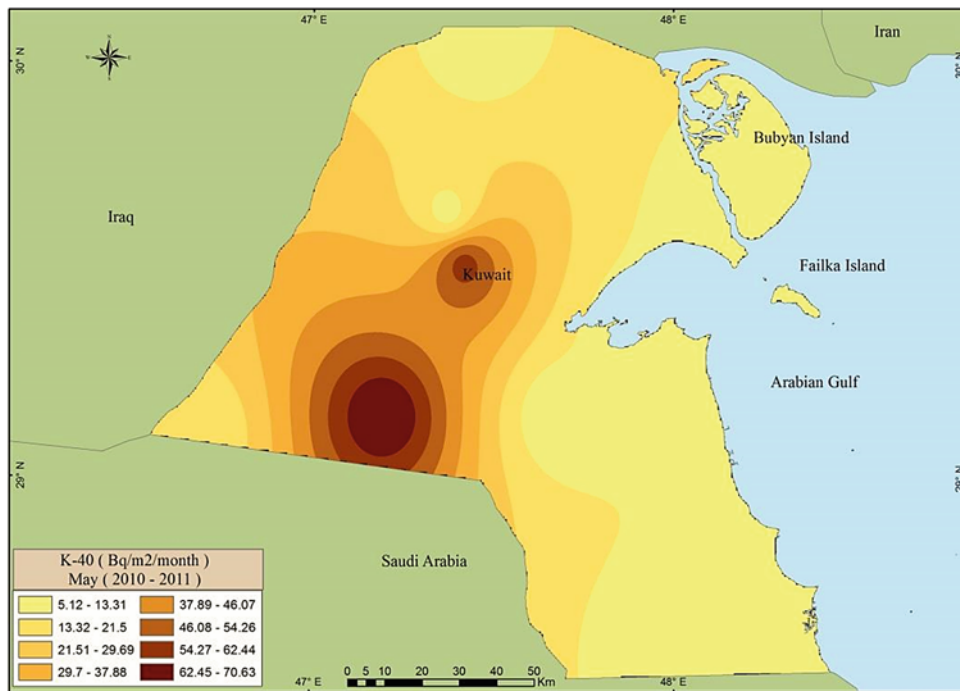 47° E
48° E
Iran
30° N
30° N
N
W
E
S
Bubyan Island
Iraq
Kuwait
Failka Island
Arabian Gulf
29° N
29° N
Saudi Arabia
K-40 ( Bq/m2/month )
May ( 2010 - 2011 )
5.12 - 13.31
37.89 - 46.07
13.32 - 21.5
46.08 - 54.26
21.51 - 29.69
54.27 - 62.44
29.7 - 37.88
62.45 - 70.63
0 5 10 20 30 40 50
Km
47° E
48° E